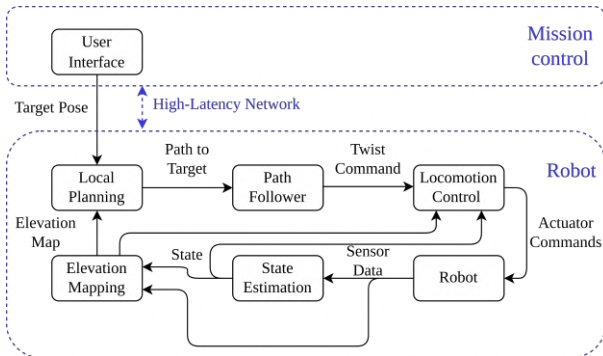 User
Interface
Mission
control
Target Pose
High-Latency Network
Robot
Local
Planning
Path to
Target
Path
Follower
Twist
Command
Locomotion
Control
Actuator
Commands
Elevation
Map
Elevation
Mapping
State
State
Estimation
Sensor
Data
Robot